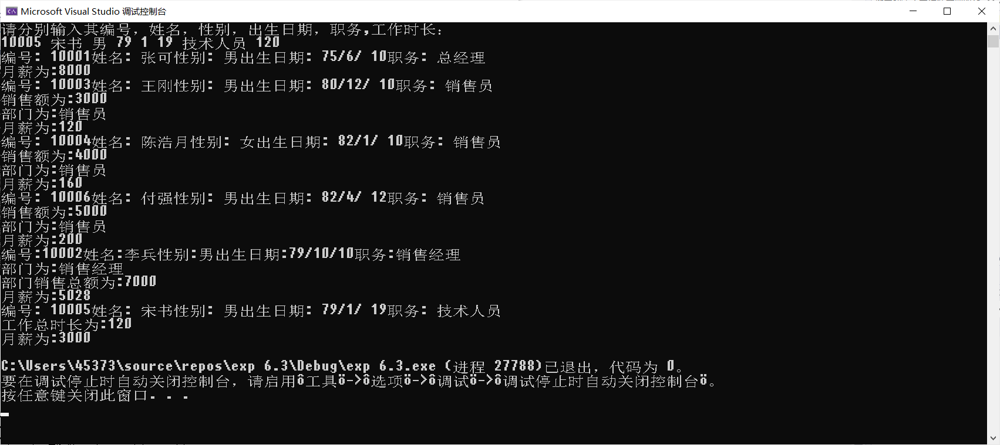 Microsoft Visual Studio 调试控制台
请分别输入其编号，姓名，性别，出生日期，职务,工作时长：
10005 宋书 男 79 1 19 技术人员 120
编号: 10001姓名: 张可性别: 男出生日期: 75/6/ 10职务: 总经理
月薪为:8000
编号: 10003姓名: 王刚性别: 男出生日期: 80/12/ 10职务: 销售员
销售额为:3000
部门为:销售员
月薪为:120
编号: 10004姓名: 陈浩月性别: 女出生日期: 82/1/ 10职务: 销售员
销售额为:4000
部门为:销售员
月薪为:160
编号: 10006姓名: 付强性别: 男出生日期: 82/4/ 12职务: 销售员
销售额为:5000
部门为:销售员
月薪为:200
编号:10002姓名:李兵性别:男出生日期:79/10/10职务:销售经理
部门为:销售经理
部门销售总额为:7000
月薪为:5028
编号: 10005姓名: 宋书性别: 男出生日期: 79/1/ 19职务: 技术人员
工作总时长为:120
月薪为:3000
C:\Users\45373\source\repos\exp 6.3\Debug\exp 6.3.exe (进程 27788)已退出，代码为 0。
要在调试停止时自动关闭控制台，请启用ô工具ö->ô选项ö->ô调试ö->ô调试停止时自动关闭控制台ö。
按任意键关闭此窗口. . .